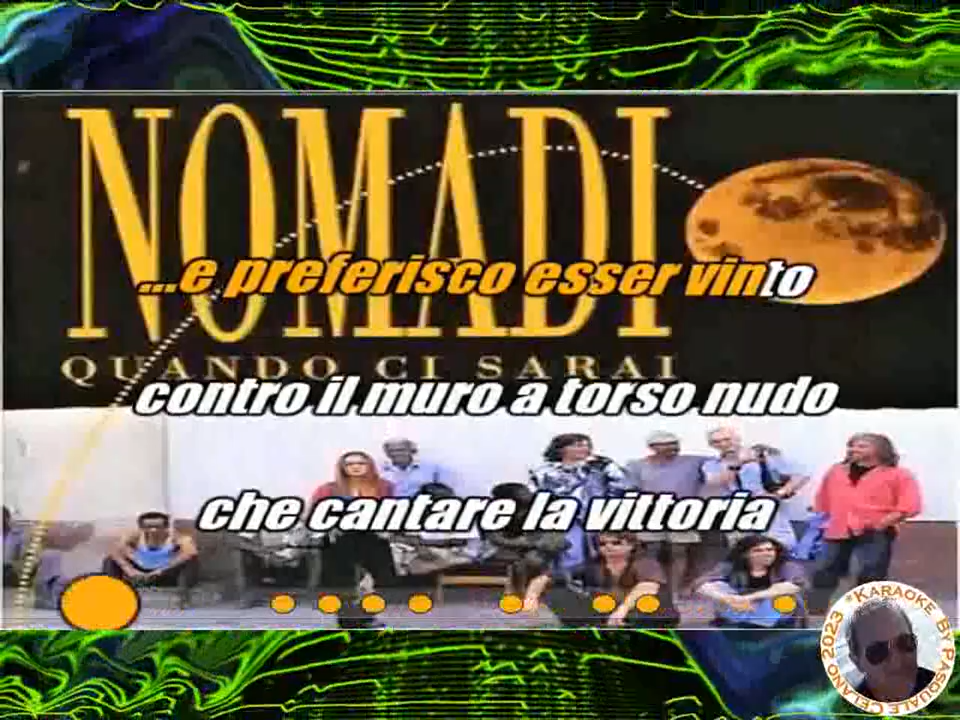 NOMADI
...e preferisco esser vinto
QUANDO CI SARAI
contro il muro a torso nudo
che cantare la vittoria
*KARAOKE BY PASQUALE CELANO 2023